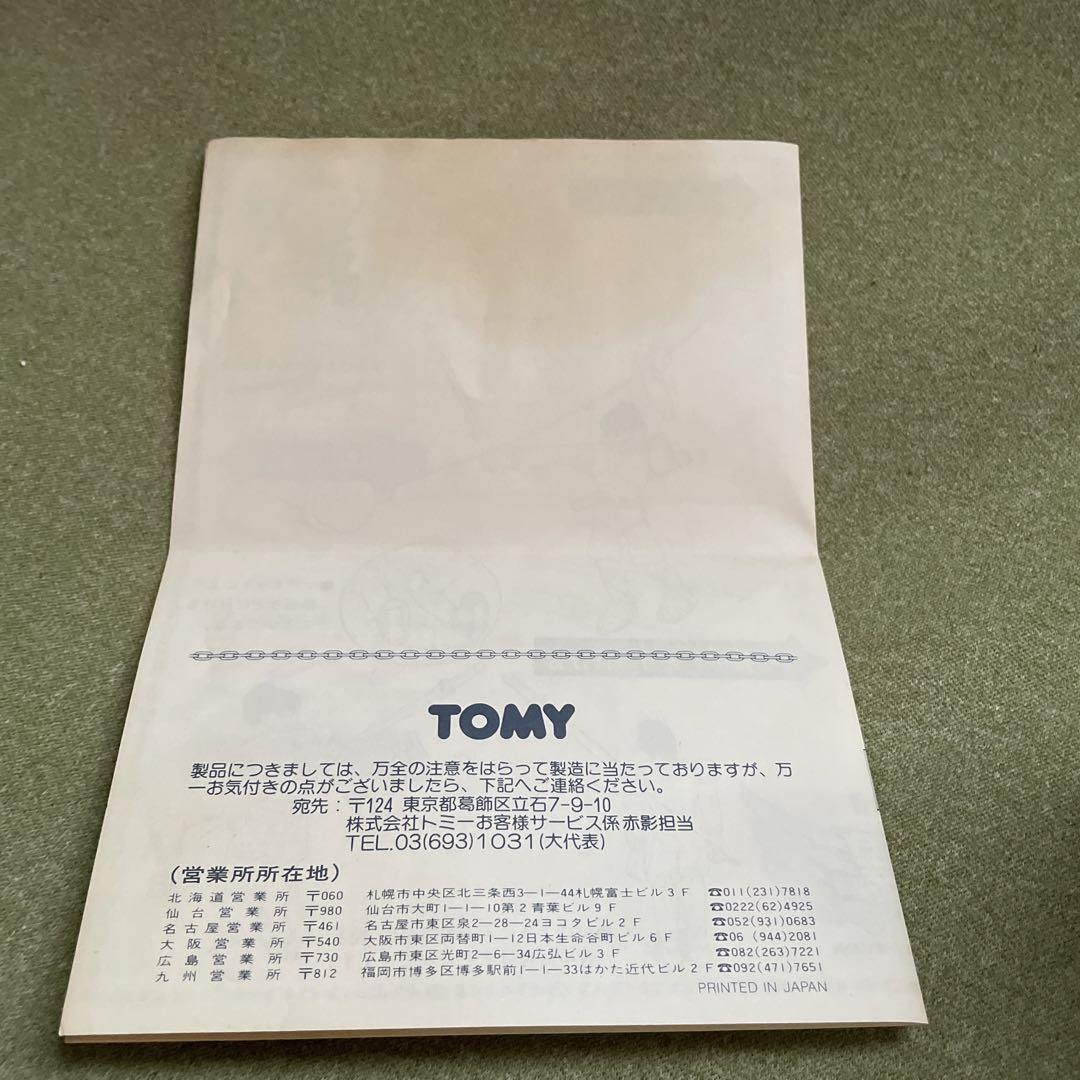 TOMY
製品につきましては、万全の注意をはらって製造に当たっておりますが、万
一お気付きの点がございましたら、下記へご連絡ください。
宛先：〒124 東京都葛飾区立石7-9-10
株式会社トミーお客様サービス係 赤影担当
TEL.03(693)1031(大代表)
(営業所所在地)
北海道営業所 〒060 札幌市中央区北三条西3-1-44札幌富士ビル3F ☎011(231)7818
仙台営業所 〒980 仙台市大町1-1-10第2青葉ビル9F ☎0222(62)4925
名古屋営業所 〒461 名古屋市東区泉2-28-24ヨコタビル2F ☎052(931)0683
大阪営業所 〒540 大阪市東区両替町1-12日本生命谷町ビル6F ☎06(944)2081
広島営業所 〒730 広島市東区光町2-6-34広弘ビル3F ☎082(263)7221
九州営業所 〒812 福岡市博多区博多駅前1-1-33はかた近代ビル2F ☎092(471)7651
PRINTED IN JAPAN